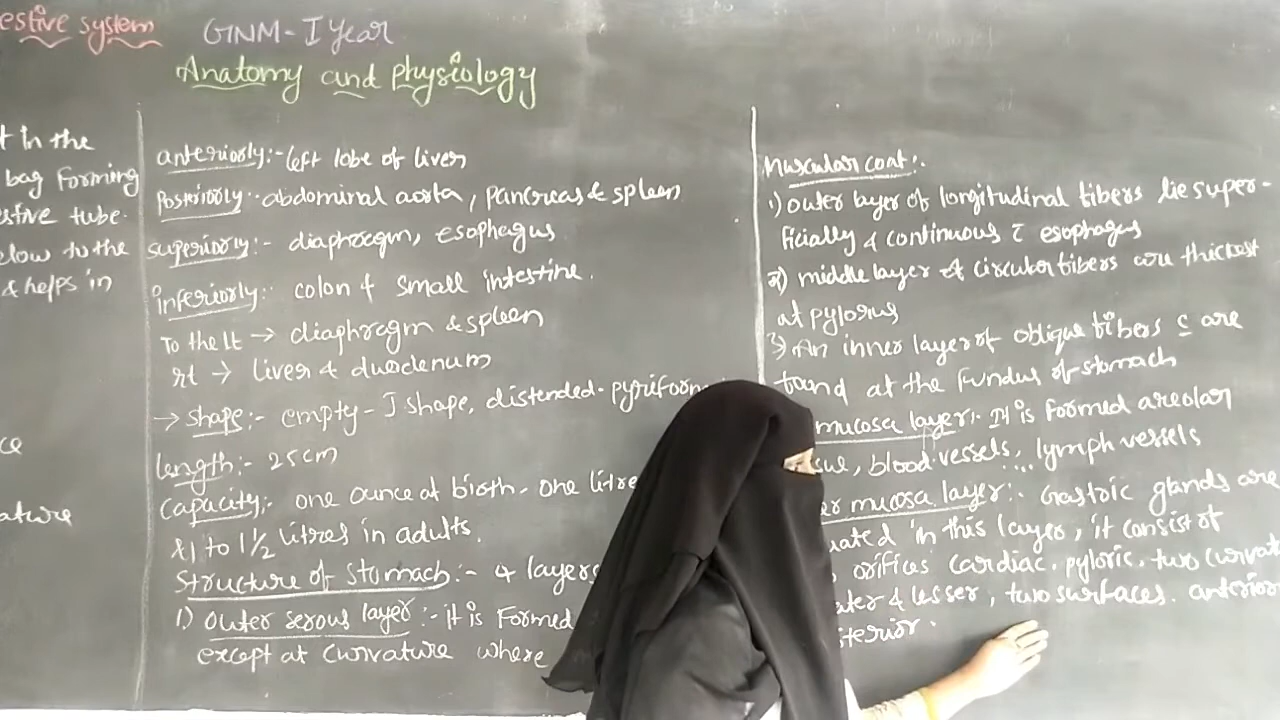 estive system GNM - I Year
Anatomy and physiology
t in the
bag forming
estive tube.
elow to the
& helps in
ce
ature
anteriorly:- left lobe of liver
Posteriorly:- abdominal aorta, pancreas & spleen
superiorly:- diaphragm, esophagus
inferiorly:- colon & small intestine.
To the lt → diaphragm & spleen
rt → liver & duodenum
→ shape:- empty - J shape, distended - pyriform
length:- 25cm
capacity:- one ounce at birth - one litre
& 1 to 1 1/2 litres in adults.
Structure of stomach:- 4 layers
1.) outer serous layer:- it is formed
except at curvature where
Muscular coat:.
1) outer layer of longitudinal fibers lie super-
ficially & continuous c̄ esophagus
2) middle layer of circular fibers are thickest
at pylorus
3) An inner layer of oblique fibers c̄ are
found at the fundus of stomach
mucosa layer:- It is formed areolar
sue, blood vessels, .... lymph vessels
er mucosa layer:- Gastric glands are
uated in this layer, it consist of
orifices cardiac, pyloric, two curvat
ater & lesser, two surfaces. anterior
sterior.